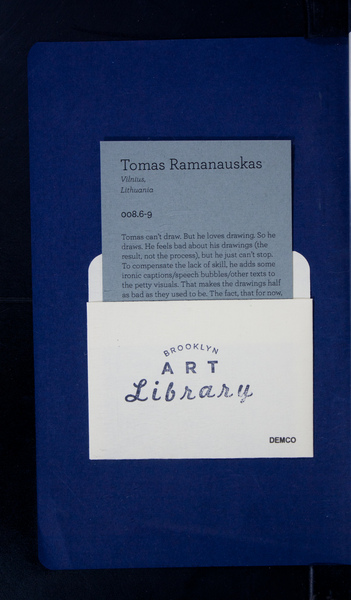 Tomas Ramanauskas
Vilnius,
Lithuania
008.6-9
Tomas can't draw. But he loves drawing. So he
draws. He feels bad about his drawings (the
result, not the process), but he just can't stop.
To compensate the lack of skill, he adds some
ironic captions/speech bubbles/other texts to
the petty visuals. That makes the drawings half
as bad as they used to be. The fact, that for now,
BROOKLYN
ART
Library
DEMCO